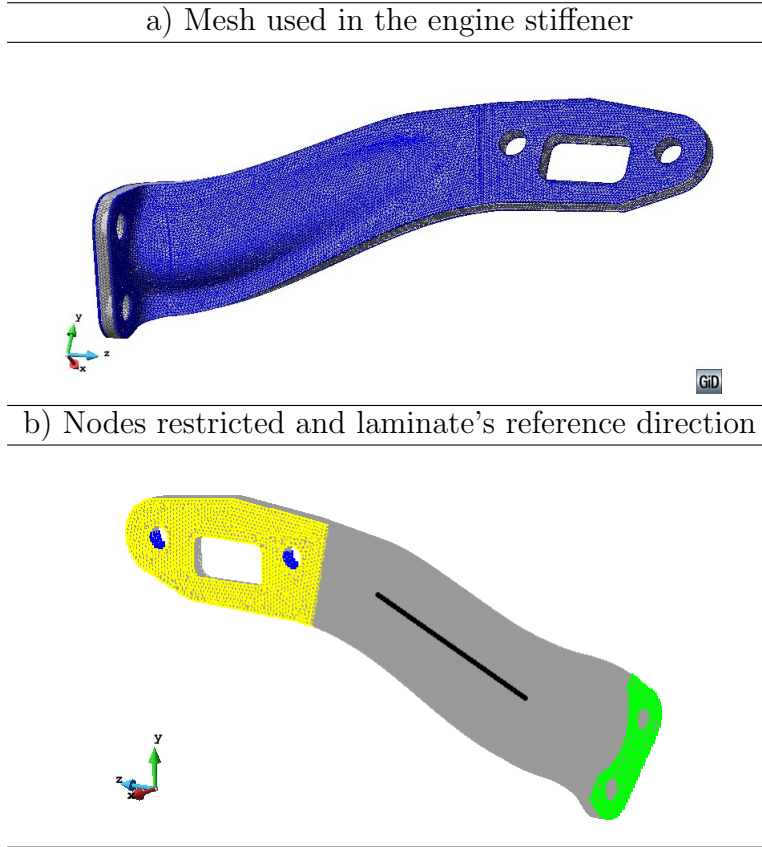 a) Mesh used in the engine stiffener
y
z
x
GiD
b) Nodes restricted and laminate's reference direction
y
z
x